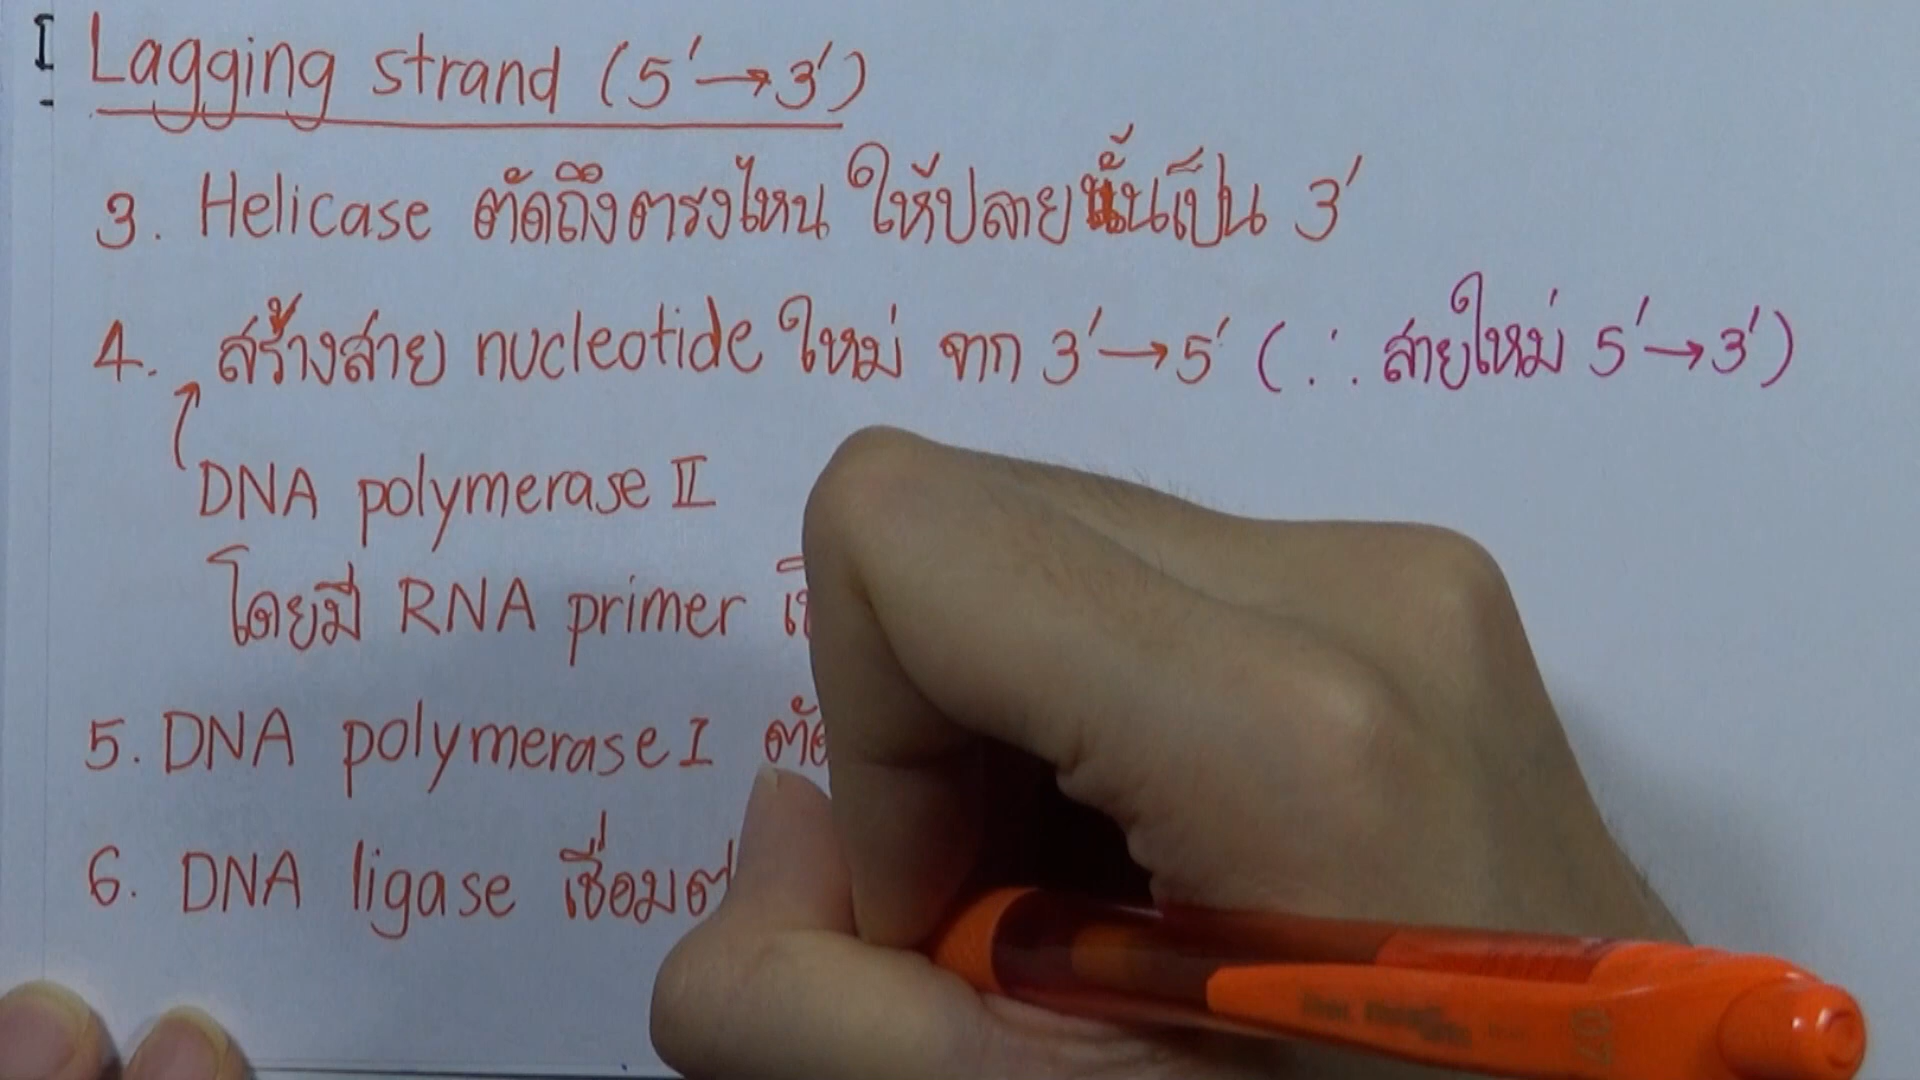 Lagging strand (5'→3')
3. Helicase ตัดถึงตรงไหน ให้ปลายนั้นเป็น 3'
4. สร้างสาย nucleotide ใหม่ จาก 3'→5' (∴ สายใหม่ 5'→3')
DNA polymerase II
โดยมี RNA primer
5. DNA polymerase I
6. DNA ligase